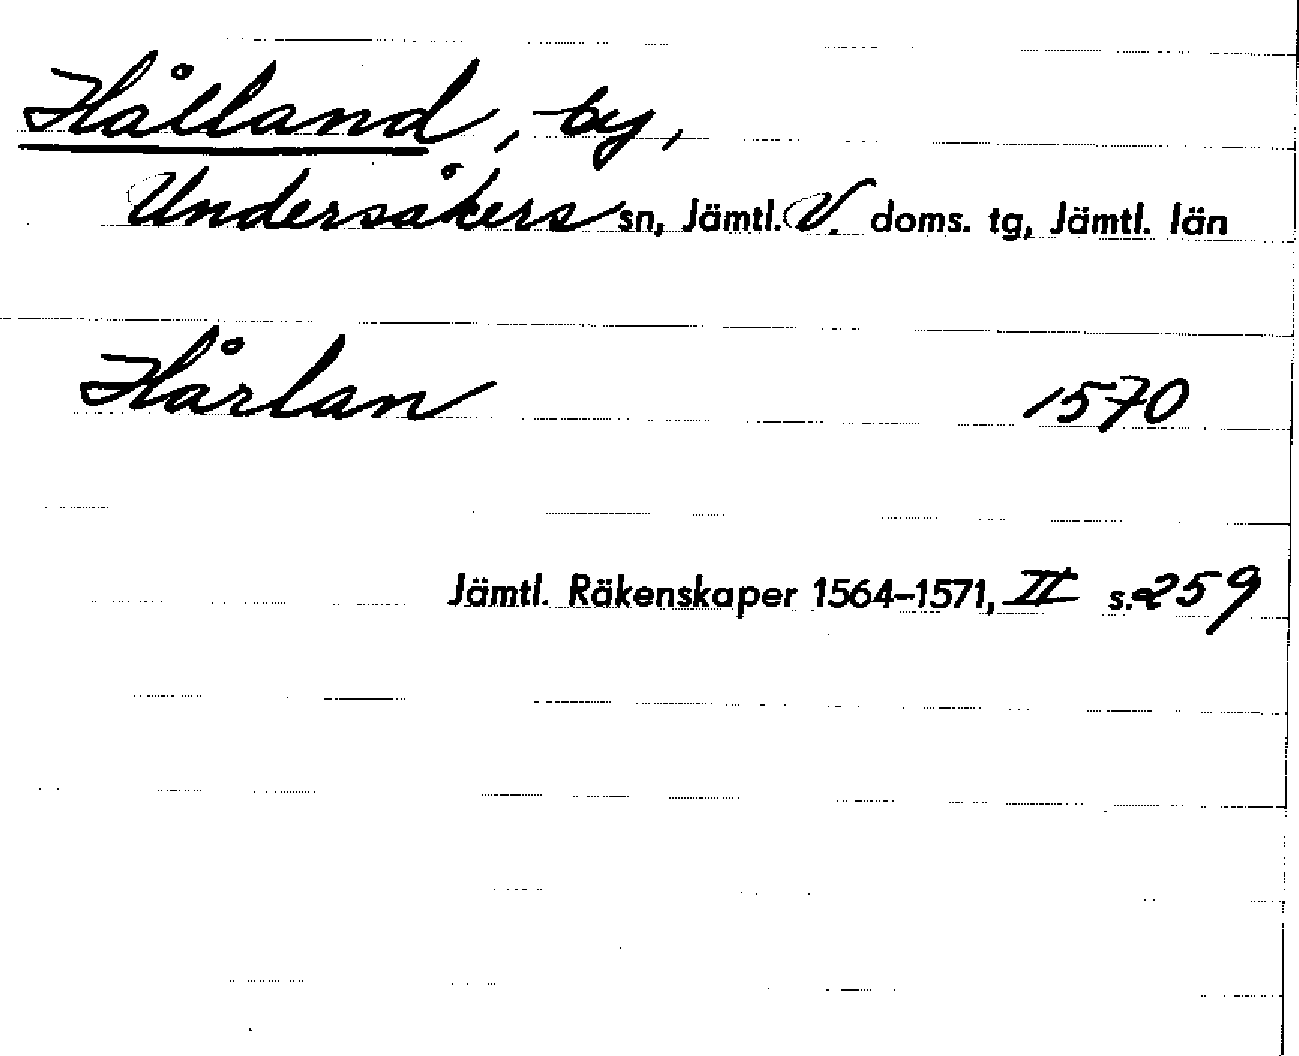 Hålland, by,
Undersåkers sn, Jämtl. V. doms. tg, Jämtl. län
Hårlan 1570
Jämtl. Räkenskaper 1564–1571, II s. 259